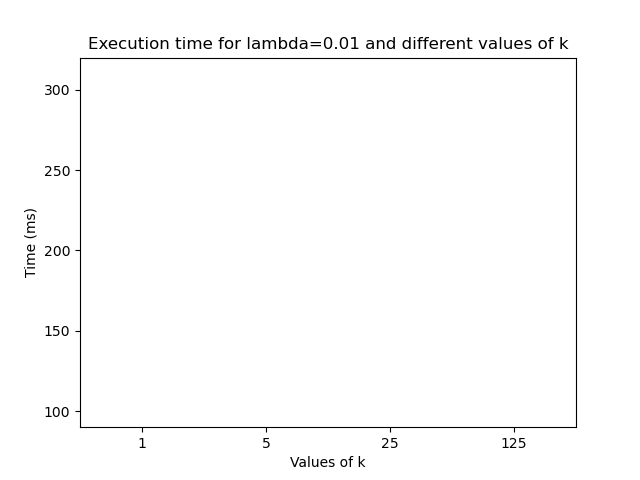 Execution time for lambda=0.01 and different values of k
300
250
200
150
100
Time (ms)
1 5 25 125
Values of k